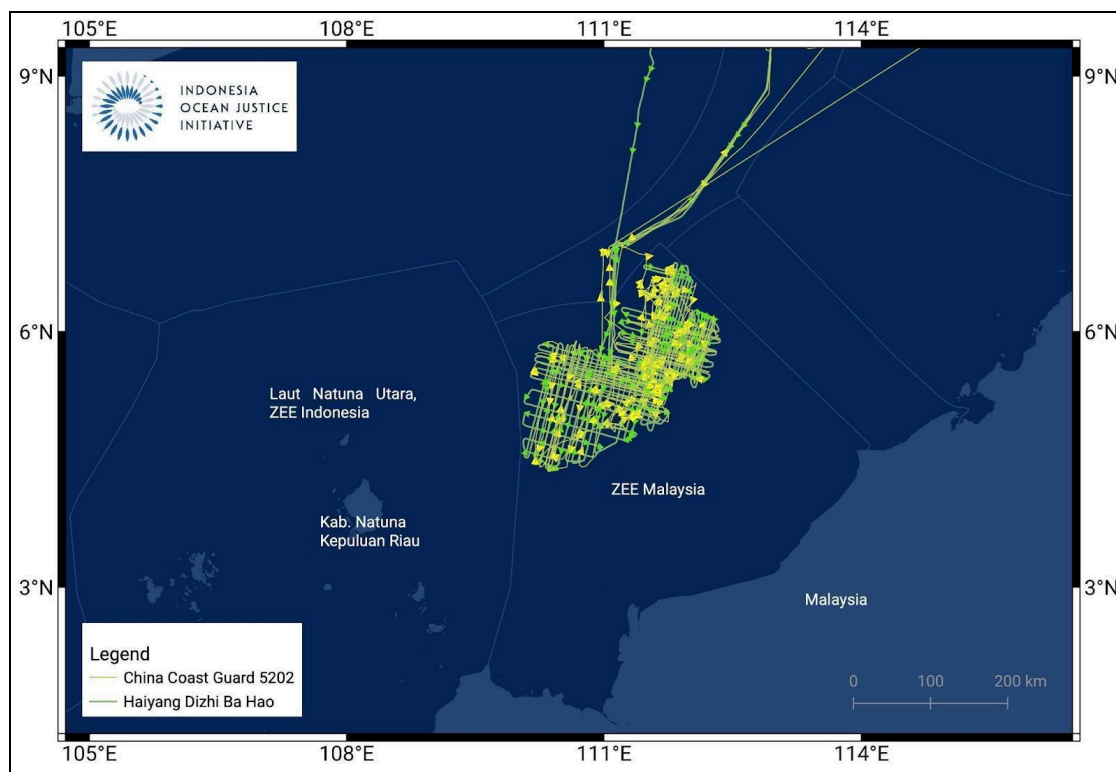 105°E 108°E 111°E 114°E
9°N 9°N
INDONESIA
OCEAN JUSTICE
INITIATIVE
6°N 6°N
Laut Natuna Utara,
ZEE Indonesia
ZEE Malaysia
Kab. Natuna
Kepuluan Riau
3°N 3°N
Malaysia
Legend
China Coast Guard 5202
Haiyang Dizhi Ba Hao
0 100 200 km
105°E 108°E 111°E 114°E